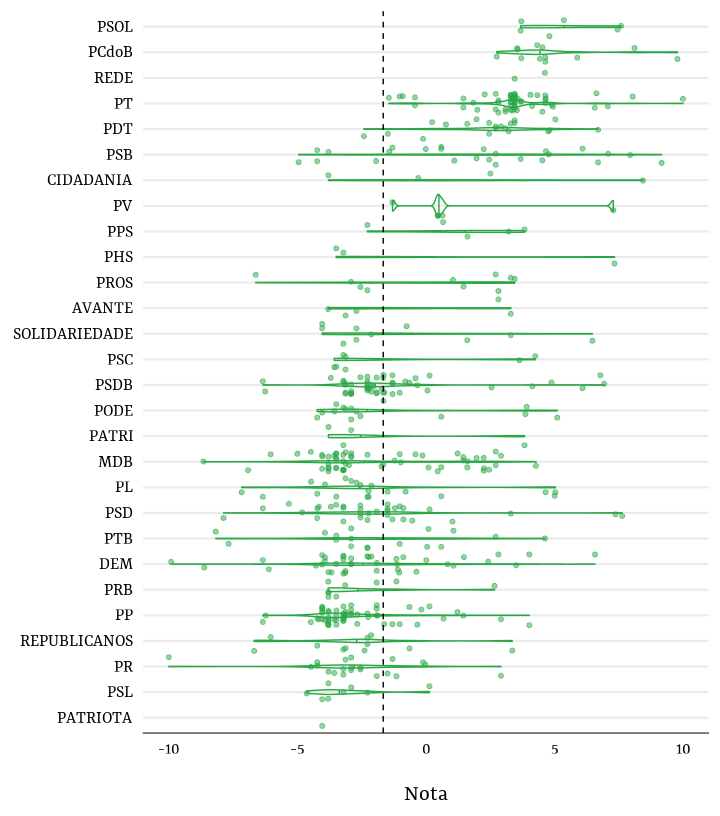 PSOL
PCdoB
REDE
PT
PDT
PSB
CIDADANIA
PV
PPS
PHS
PROS
AVANTE
SOLIDARIEDADE
PSC
PSDB
PODE
PATRI
MDB
PL
PSD
PTB
DEM
PRB
PP
REPUBLICANOS
PR
PSL
PATRIOTA
-10 -5 0 5 10
Nota